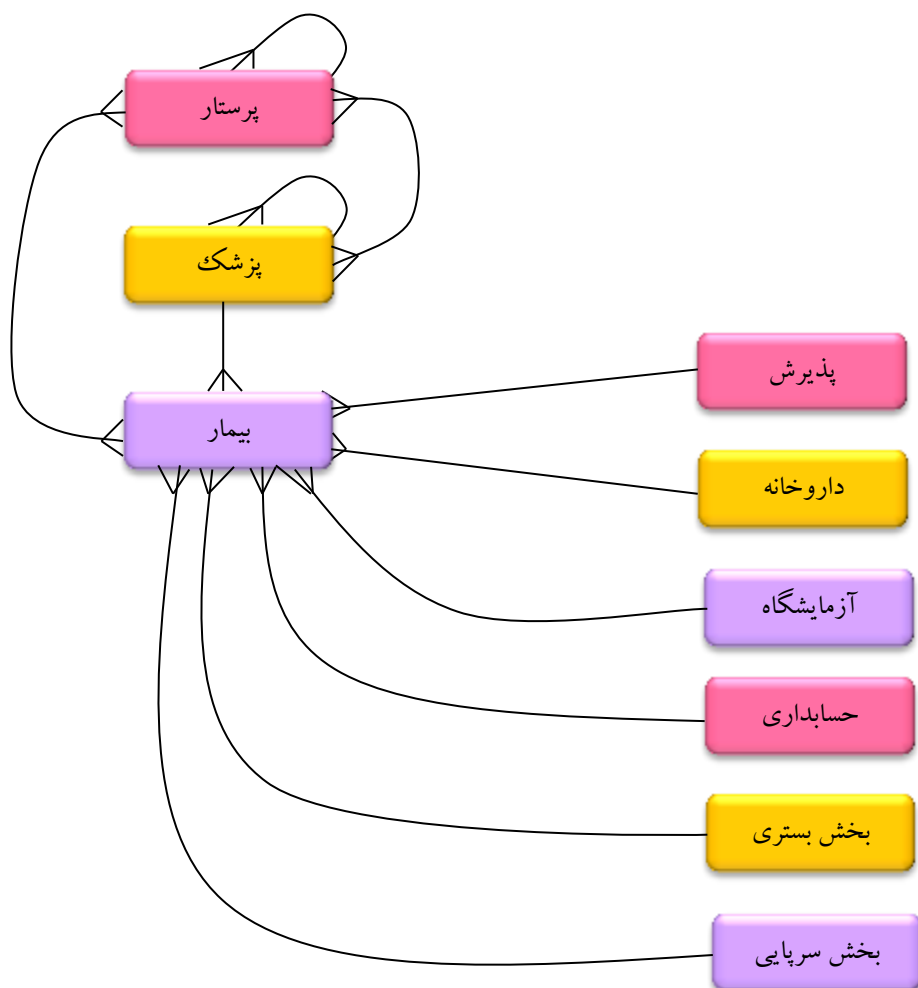 پرستار
پزشک
بیمار
پذیرش
داروخانه
آزمایشگاه
حسابداری
بخش بستری
بخش سرپایی